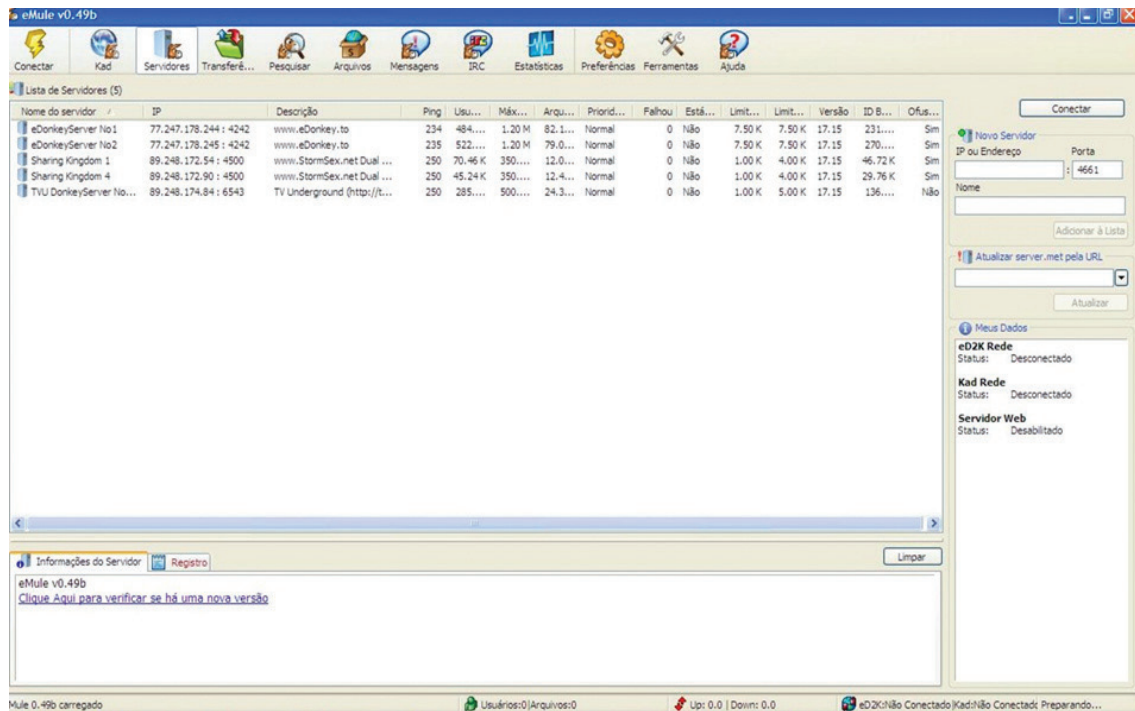 eMule v0.49b
Conectar Kad Servidores Transferê... Pesquisar Arquivos Mensagens IRC Estatísticas Preferências Ferramentas Ajuda
Lista de Servidores (5)
Nome do servidor IP Descrição Ping Usu... Máx... Arqu... Priorid... Falhou Está... Limit... Limit... Versão ID B... Ofus...
eDonkeyServer No1 77.247.178.244 : 4242 www.eDonkey.to 234 484.... 1.20 M 82.1... Normal 0 Não 7.50 K 7.50 K 17.15 231.... Sim
eDonkeyServer No2 77.247.178.245 : 4242 www.eDonkey.to 235 522.... 1.20 M 79.0... Normal 0 Não 7.50 K 7.50 K 17.15 270.... Sim
Sharing Kingdom 1 89.248.172.54 : 4500 www.StormSex.net Dual ... 250 70.46 K 350.... 12.0... Normal 0 Não 1.00 K 4.00 K 17.15 46.72 K Sim
Sharing Kingdom 4 89.248.172.90 : 4500 www.StormSex.net Dual ... 250 45.24 K 350.... 12.4... Normal 0 Não 1.00 K 4.00 K 17.15 29.76 K Sim
TVU DonkeyServer No... 89.248.174.84 : 6543 TV Underground (http://t... 250 285.... 500.... 24.3... Normal 0 Não 1.00 K 5.00 K 17.15 136.... Não
Conectar
Novo Servidor
IP ou Endereço Porta
: 4661
Nome
Adicionar à Lista
Atualizar server.met pela URL
Atualizar
Meus Dados
eD2K Rede
Status: Desconectado
Kad Rede
Status: Desconectado
Servidor Web
Status: Desabilitado
Informações do Servidor Registro Limpar
eMule v0.49b
Clique Aqui para verificar se há uma nova versão
Mule 0.49b carregado Usuários:0|Arquivos:0 Up: 0.0 | Down: 0.0 eD2K:Não Conectado|Kad:Não Conectadc Preparando...